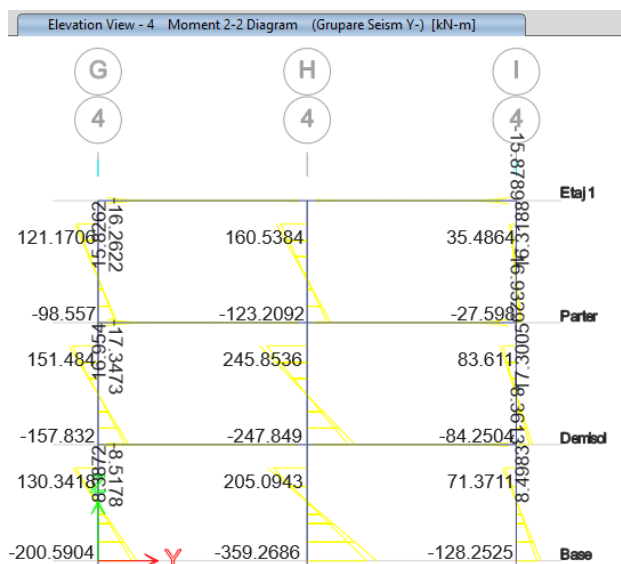 Elevation View - 4 Moment 2-2 Diagram (Grupare Seism Y-) [kN-m]
G H I
4 4 4
Etaj1
121.1706 160.5384 35.4864
-16.2622
-98.557 -123.2092 -27.598
Parter
151.484 245.8536 83.611
-17.3473
-157.832 -247.849 -84.2504
Demisol
130.3418 205.0943 71.3711
-8.5178
-200.5904 -359.2686 -128.2525
Base
Y